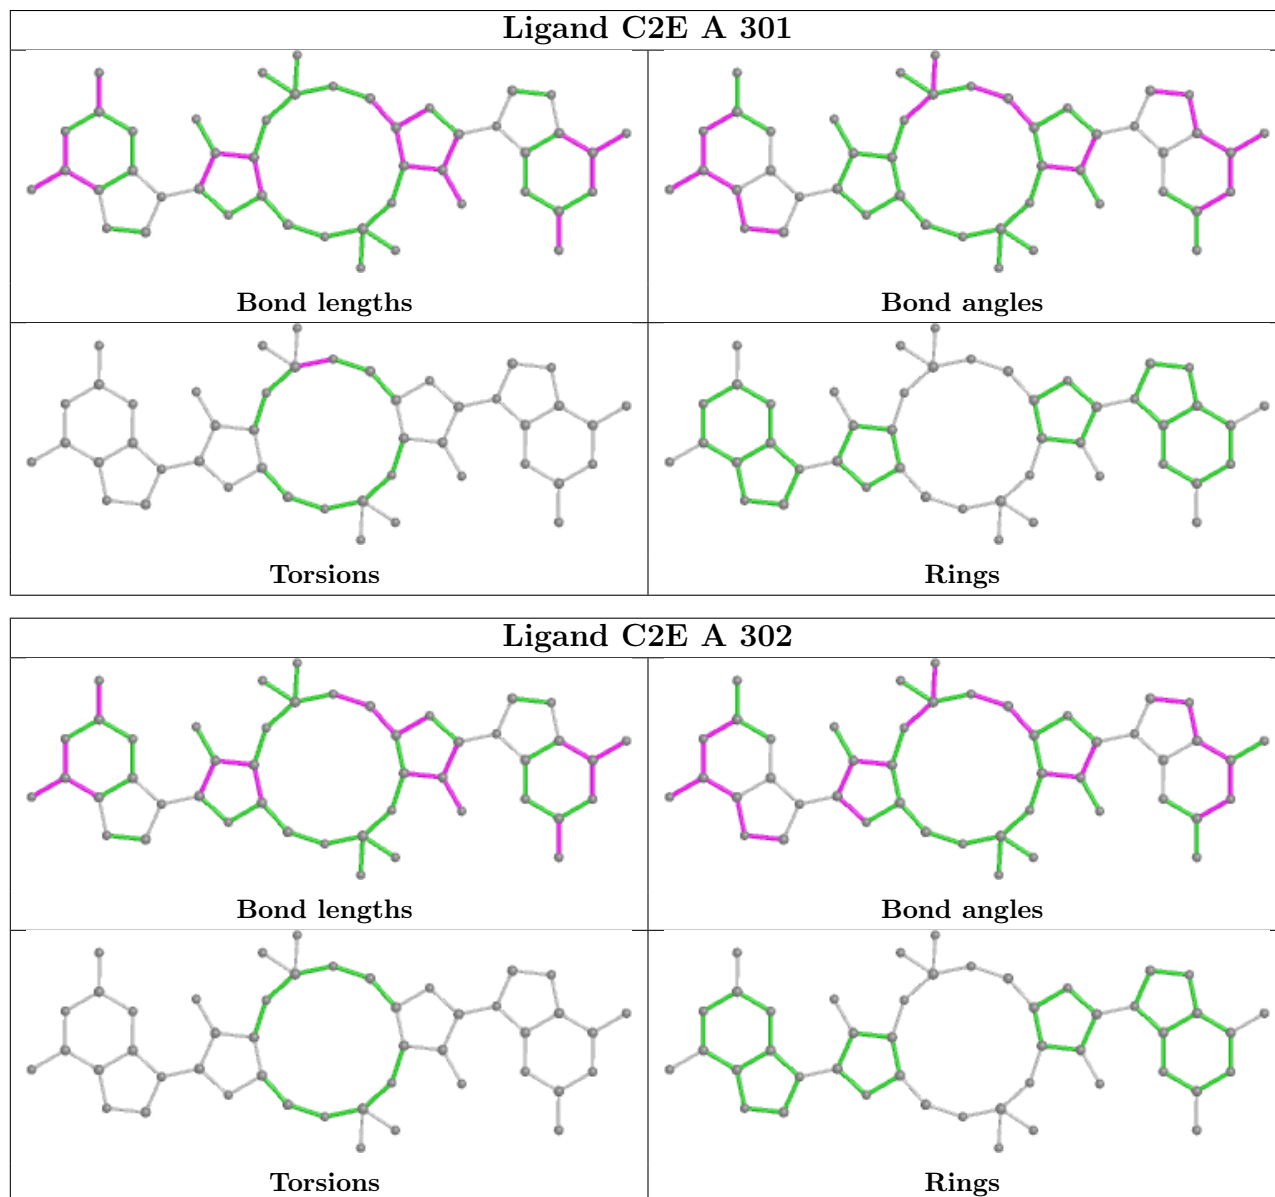 Ligand C2E A 301
Bond lengths
Bond angles
Torsions
Rings
Ligand C2E A 302
Bond lengths
Bond angles
Torsions
Rings